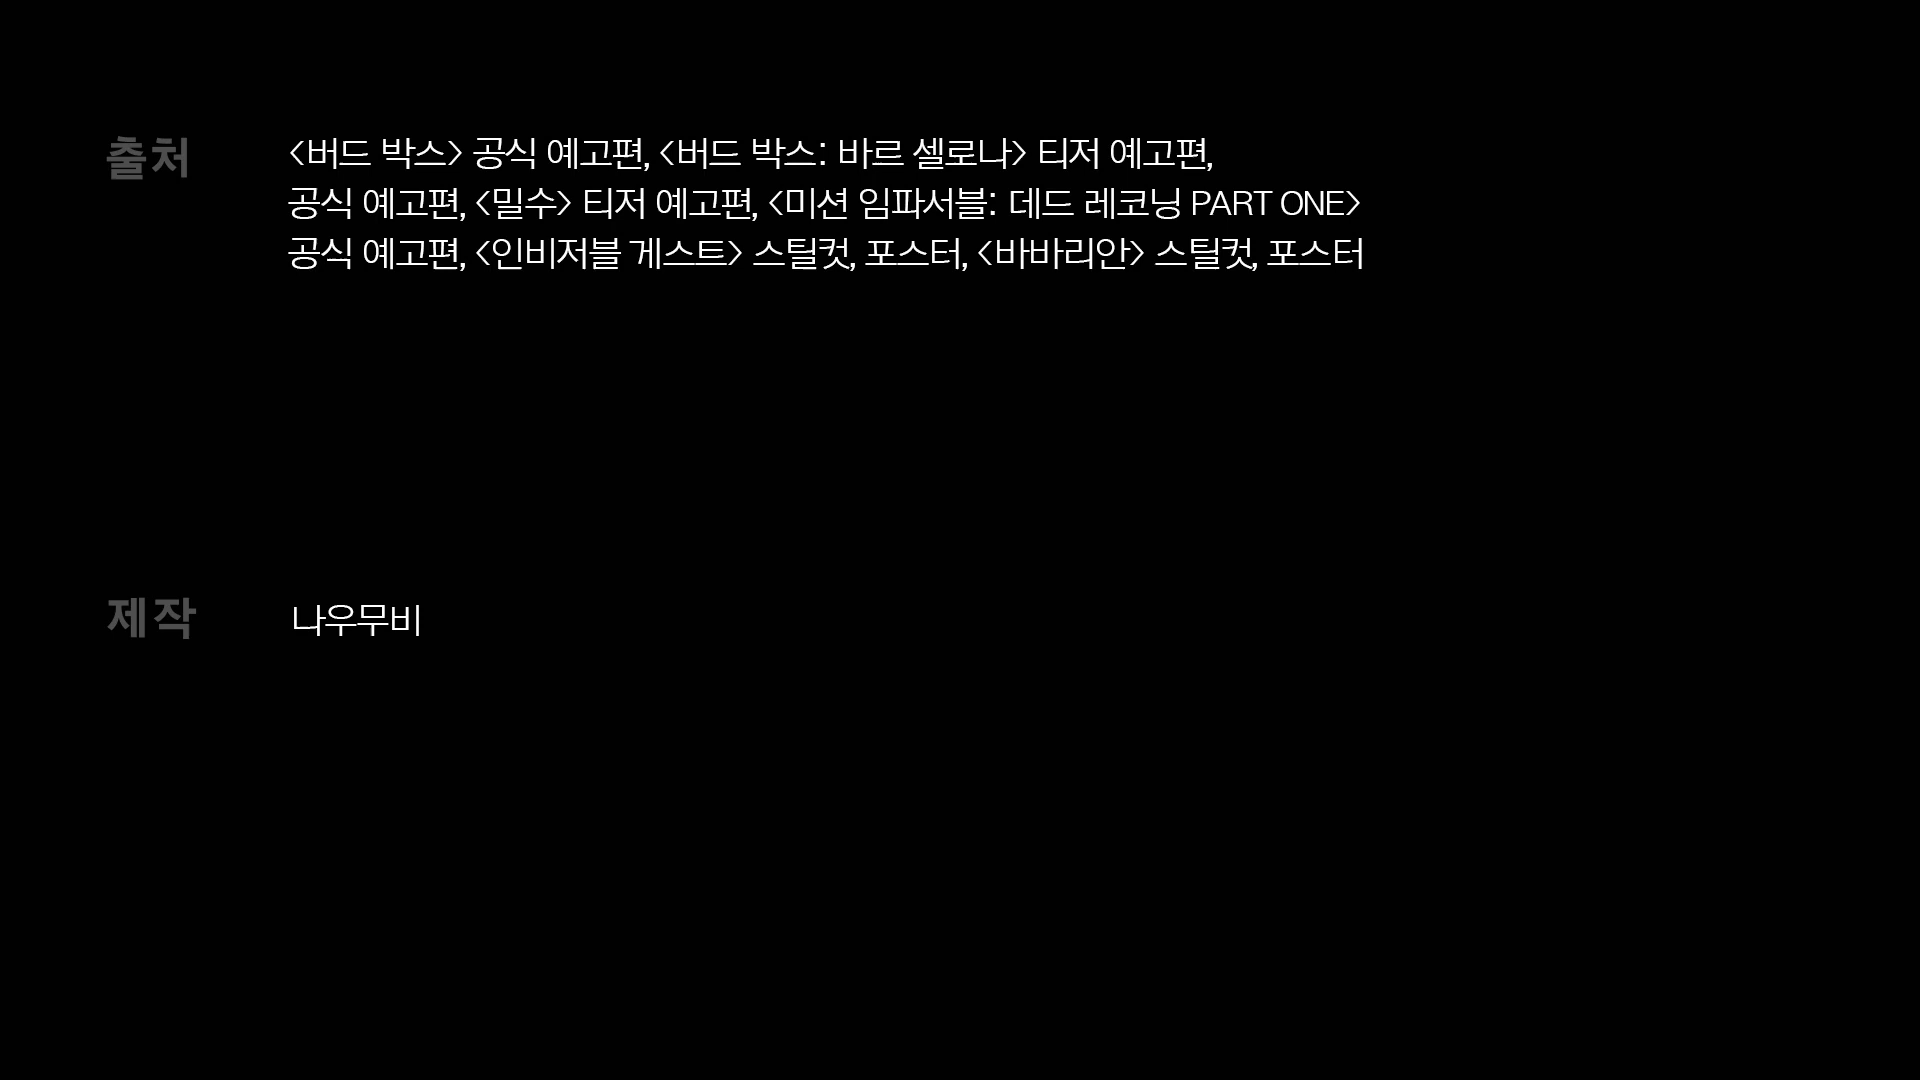 출처
<버드 박스> 공식 예고편, <버드 박스: 바르 셀로나> 티저 예고편,
공식 예고편, <밀수> 티저 예고편, <미션 임파서블: 데드 레코닝 PART ONE>
공식 예고편, <인비저블 게스트> 스틸컷, 포스터, <바바리안> 스틸컷, 포스터
제작
나우무비